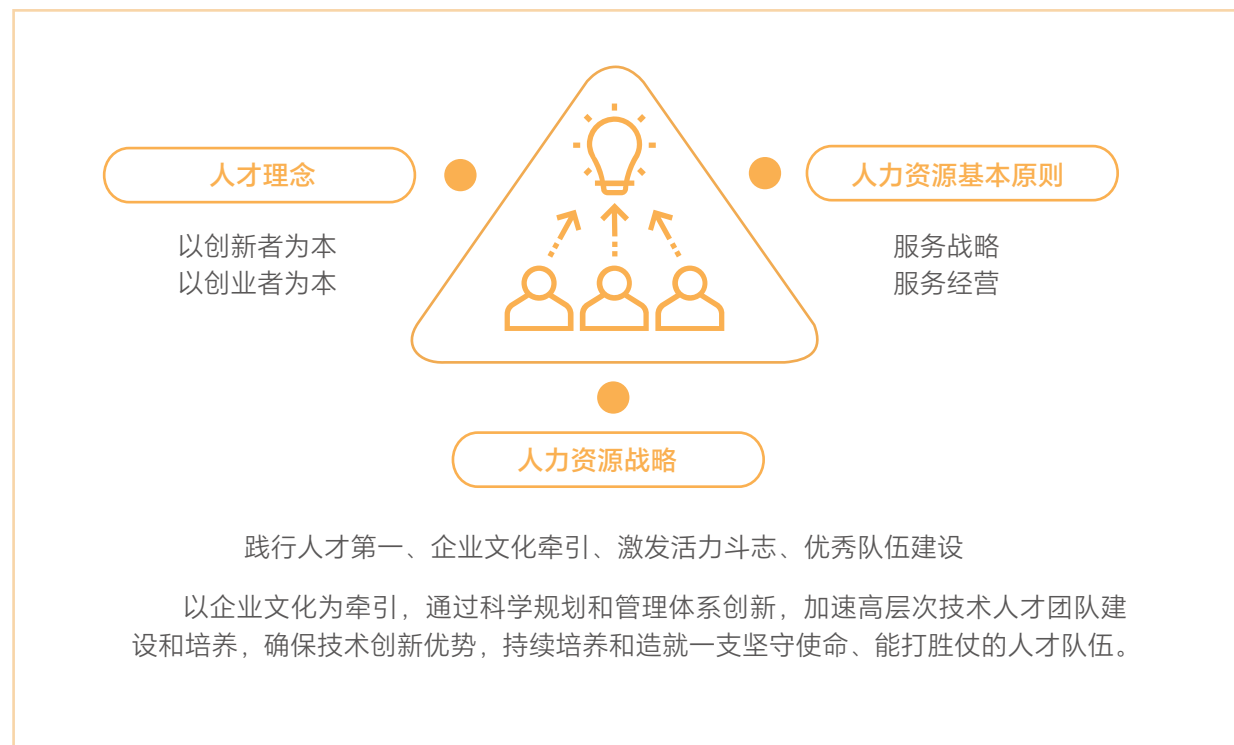 人才理念
以创新者为本
以创业者为本
人力资源基本原则
服务战略
服务经营
人力资源战略
践行人才第一、企业文化牵引、激发活力斗志、优秀队伍建设
以企业文化为牵引，通过科学规划和管理体系创新，加速高层次技术人才团队建
设和培养，确保技术创新优势，持续培养和造就一支坚守使命、能打胜仗的人才队伍。